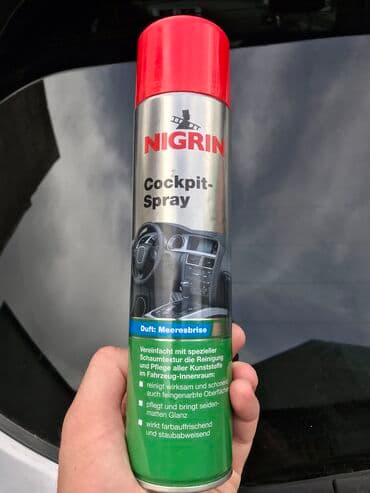 NIGRIN
Cockpit-
Spray
Duft: Meeresbrise
Vereinfacht mit spezieller
Schaumtextur die Reinigung
und Pflege aller Kunststoffe
im Fahrzeug-Innenraum:
reinigt wirksam und schonend
auch feingenarbte Oberflächen
pflegt und bringt seiden-
matten Glanz
wirkt farbauffrischend
und staubabweisend